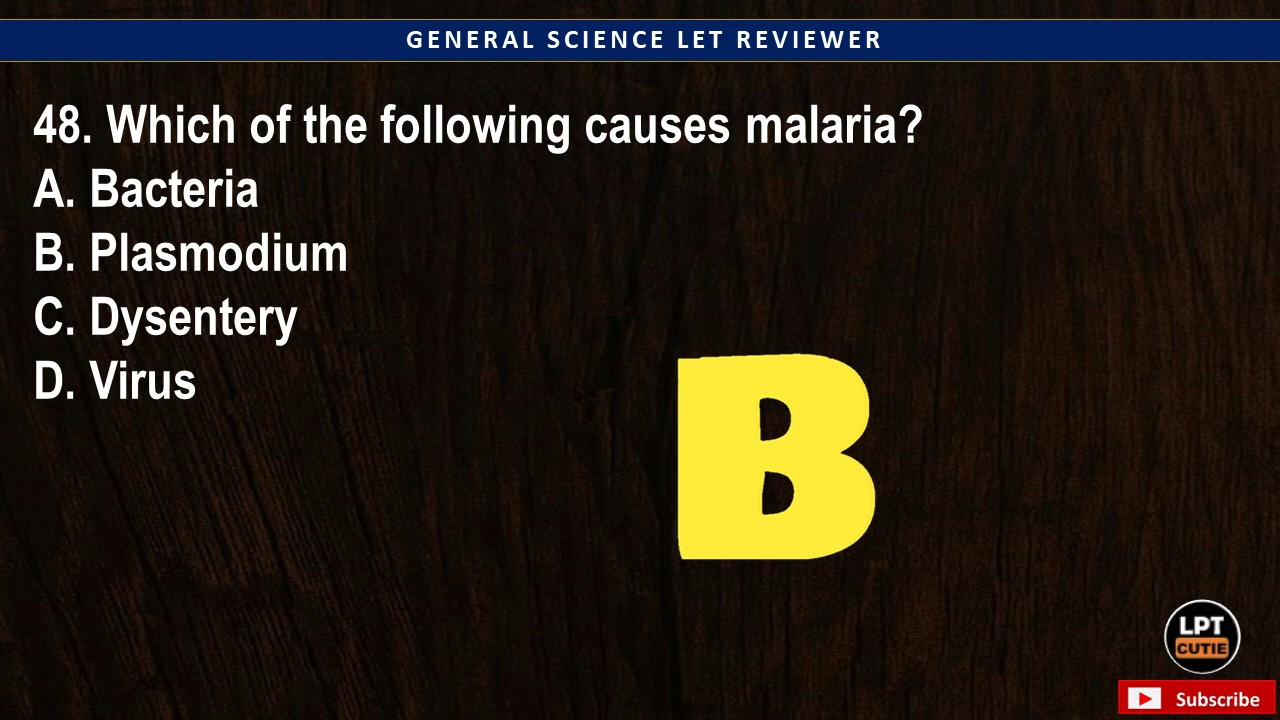 GENERAL SCIENCE LET REVIEWER
48. Which of the following causes malaria?
A. Bacteria
B. Plasmodium
C. Dysentery
D. Virus
B
LPT
CUTIE
Subscribe